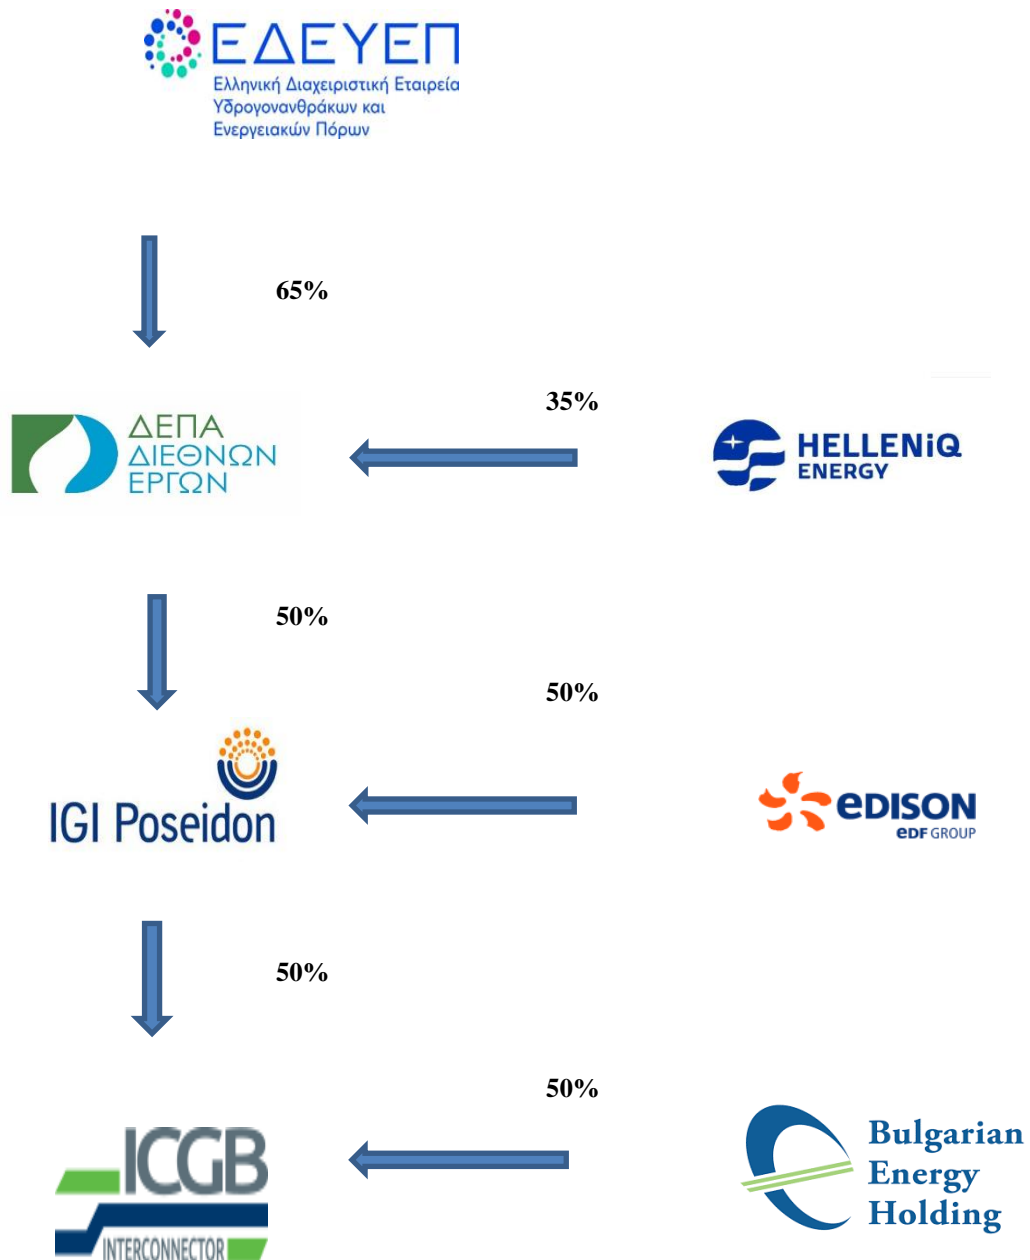 ΕΔΕΥΕΠ
Ελληνική Διαχειριστική Εταιρεία
Υδρογονανθράκων και
Ενεργειακών Πόρων
65%
35%
ΔΕΠΑ
ΔΙΕΘΝΩΝ
ΕΡΓΩΝ
HELLENiQ
ENERGY
50%
50%
IGI Poseidon
eDISON
eDF GROUP
50%
50%
ICGB
INTERCONNECTOR
Bulgarian
Energy
Holding